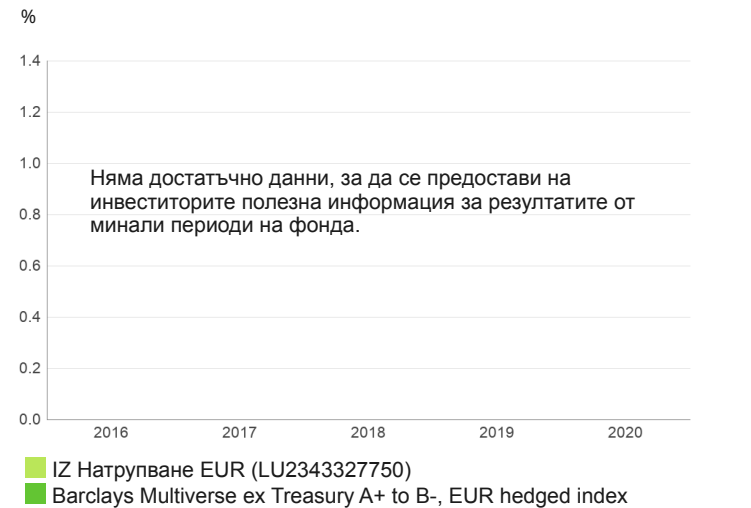 %
1.4
1.2
1.0
Няма достатъчно данни, за да се предостави на
инвеститорите полезна информация за резултатите от
0.8
минали периоди на фонда.
0.6
0.4
0.2
0.0
2016 2017 2018 2019 2020
IZ Натрупване EUR (LU2343327750)
Barclays Multiverse ex Treasury A+ to B-, EUR hedged index